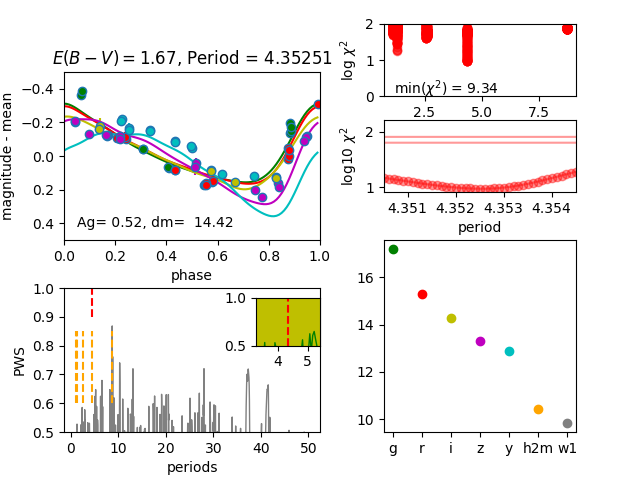 E(B − V) = 1.67, Period = 4.35251
magnitude - mean
−0.4
−0.2
0.0
0.2
0.4
Ag= 0.52, dm= 14.42
0.0 0.2 0.4 0.6 0.8 1.0
phase
log χ²
2
1
0
min(χ²) = 9.34
2.5 5.0 7.5
log10 χ²
2
1
4.351 4.352 4.353 4.354
period
PWS
1.0
0.9
0.8
0.7
0.6
0.5
1.0
0.5
4 5
0 10 20 30 40 50
periods
16
14
12
10
g r i z y h2m w1